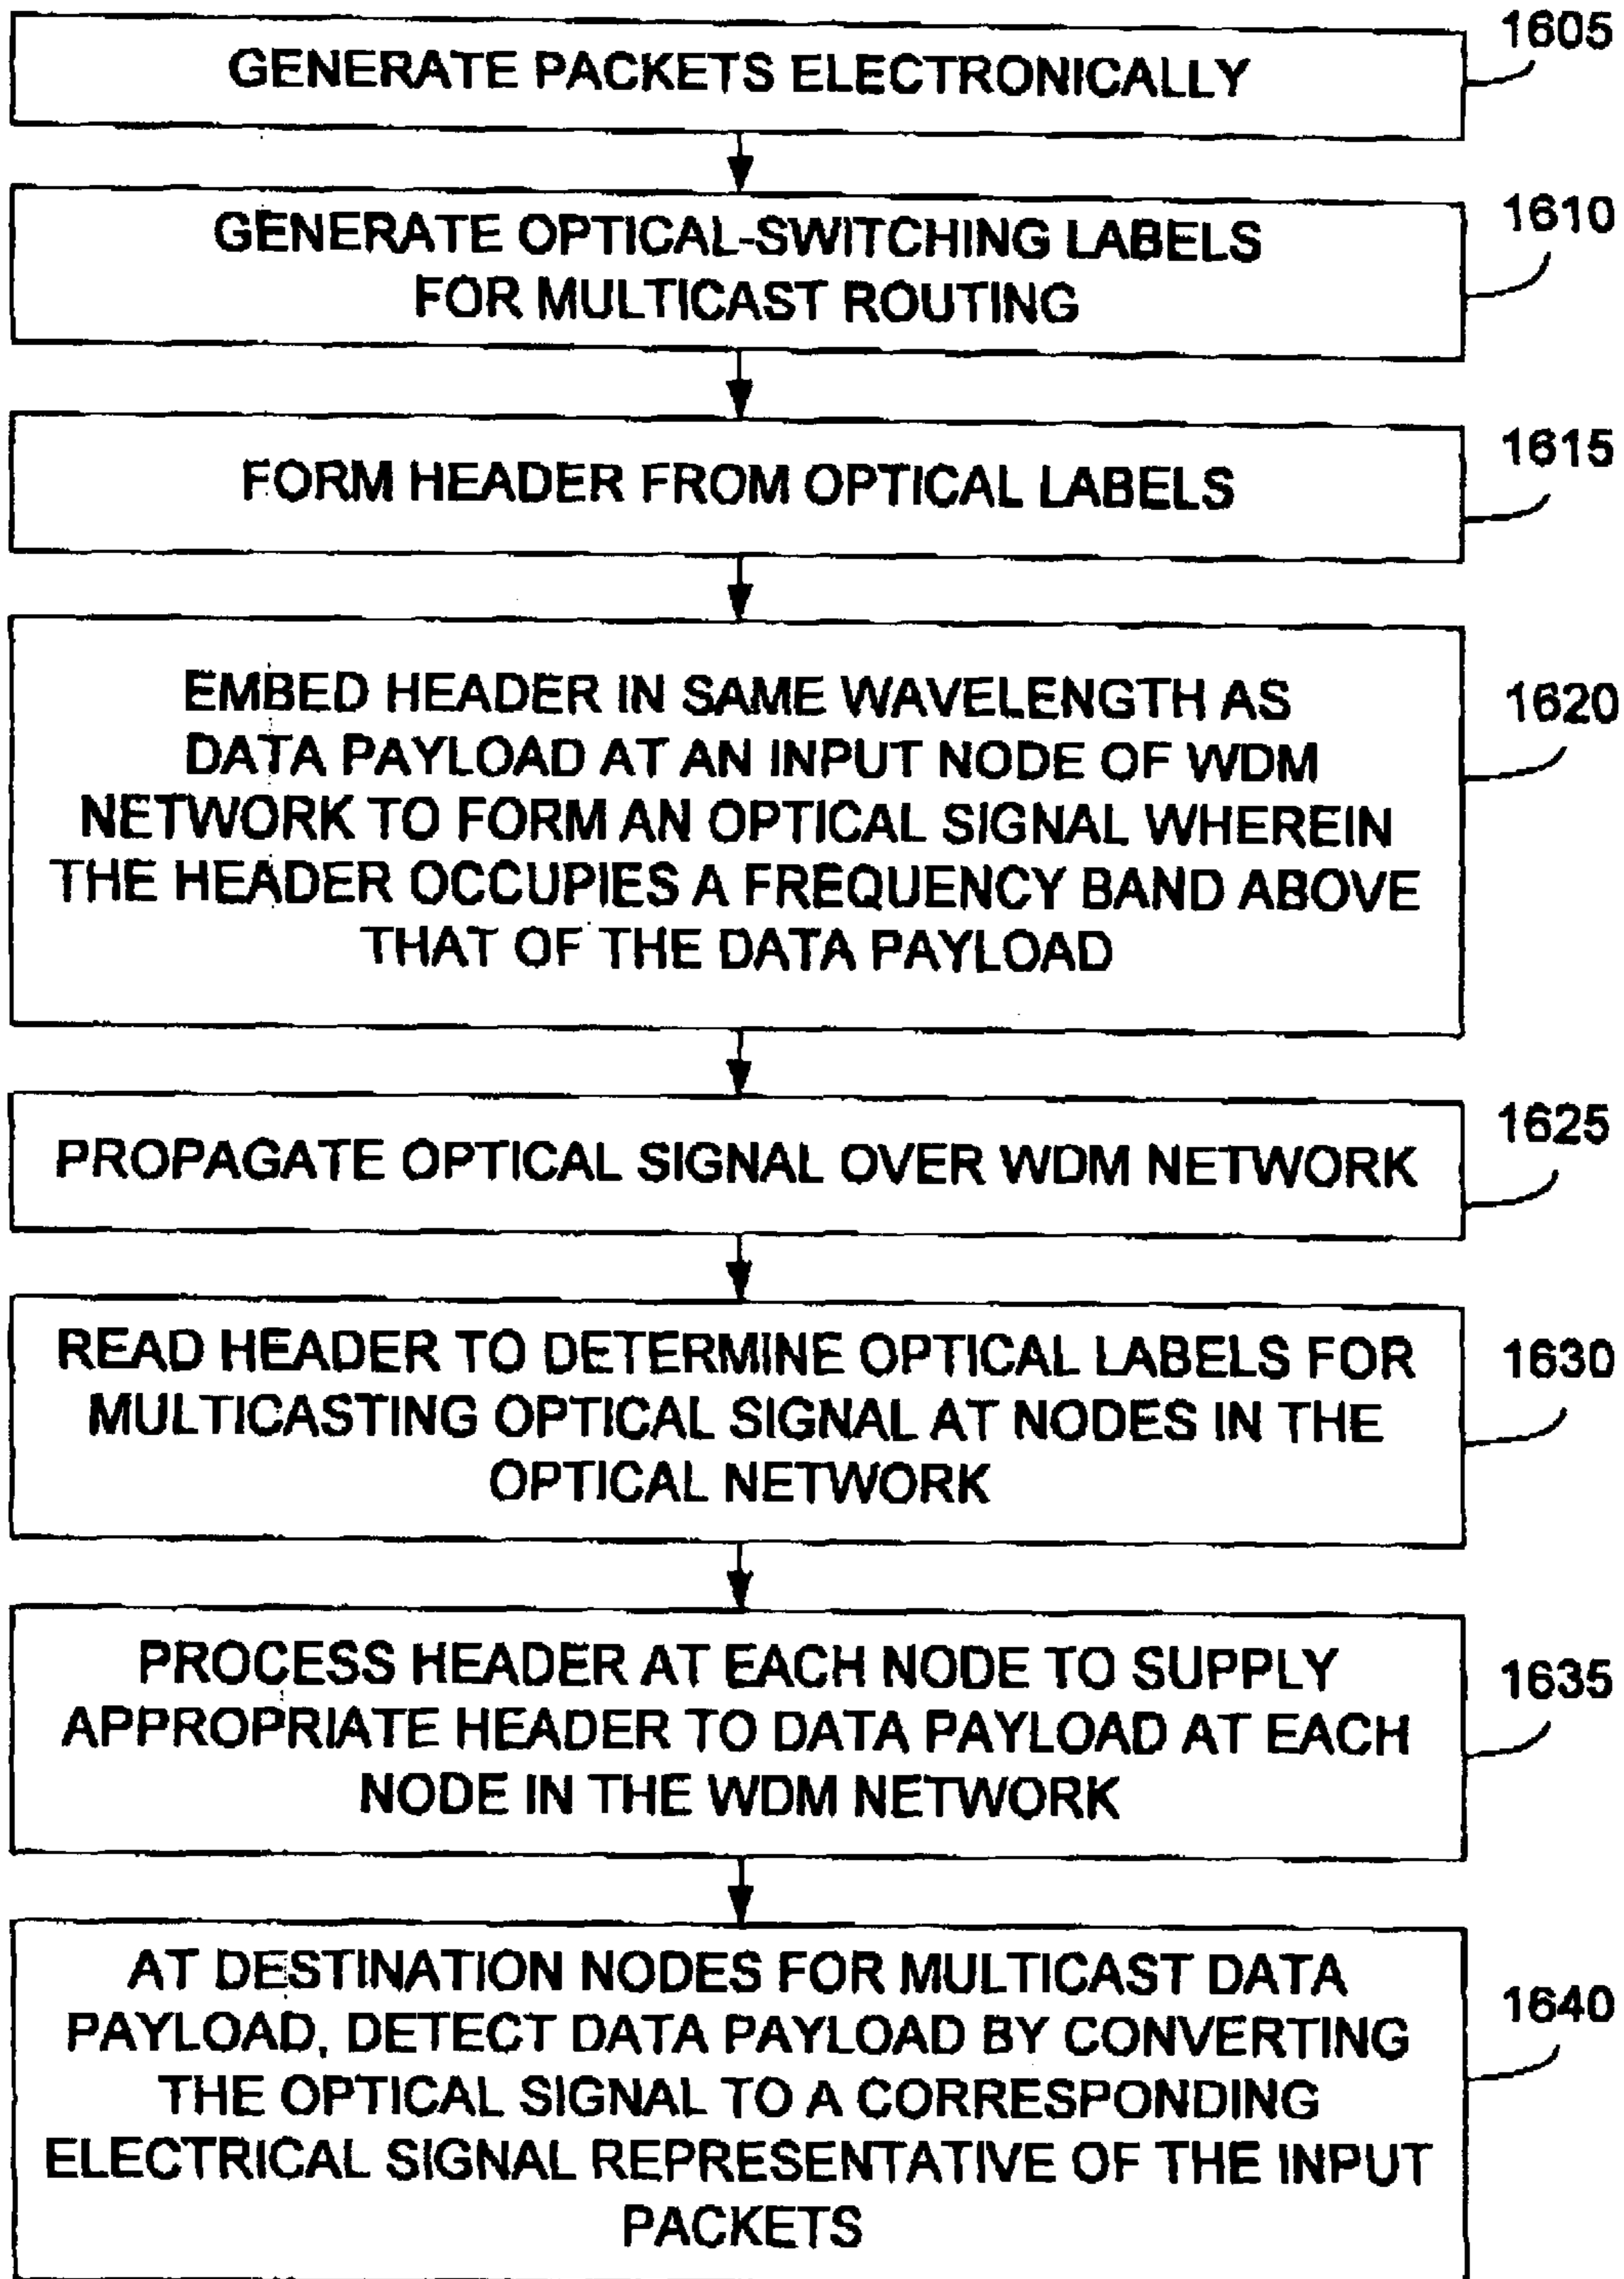 GENERATE PACKETS ELECTRONICALLY
1605
GENERATE OPTICAL-SWITCHING LABELS
FOR MULTICAST ROUTING
1610
FORM HEADER FROM OPTICAL LABELS
1615
EMBED HEADER IN SAME WAVELENGTH AS
DATA PAYLOAD AT AN INPUT NODE OF WDM
NETWORK TO FORM AN OPTICAL SIGNAL WHEREIN
THE HEADER OCCUPIES A FREQUENCY BAND ABOVE
THAT OF THE DATA PAYLOAD
1620
PROPAGATE OPTICAL SIGNAL OVER WDM NETWORK
1625
READ HEADER TO DETERMINE OPTICAL LABELS FOR
MULTICASTING OPTICAL SIGNAL AT NODES IN THE
OPTICAL NETWORK
1630
PROCESS HEADER AT EACH NODE TO SUPPLY
APPROPRIATE HEADER TO DATA PAYLOAD AT EACH
NODE IN THE WDM NETWORK
1635
AT DESTINATION NODES FOR MULTICAST DATA
PAYLOAD, DETECT DATA PAYLOAD BY CONVERTING
THE OPTICAL SIGNAL TO A CORRESPONDING
ELECTRICAL SIGNAL REPRESENTATIVE OF THE INPUT
PACKETS
1640